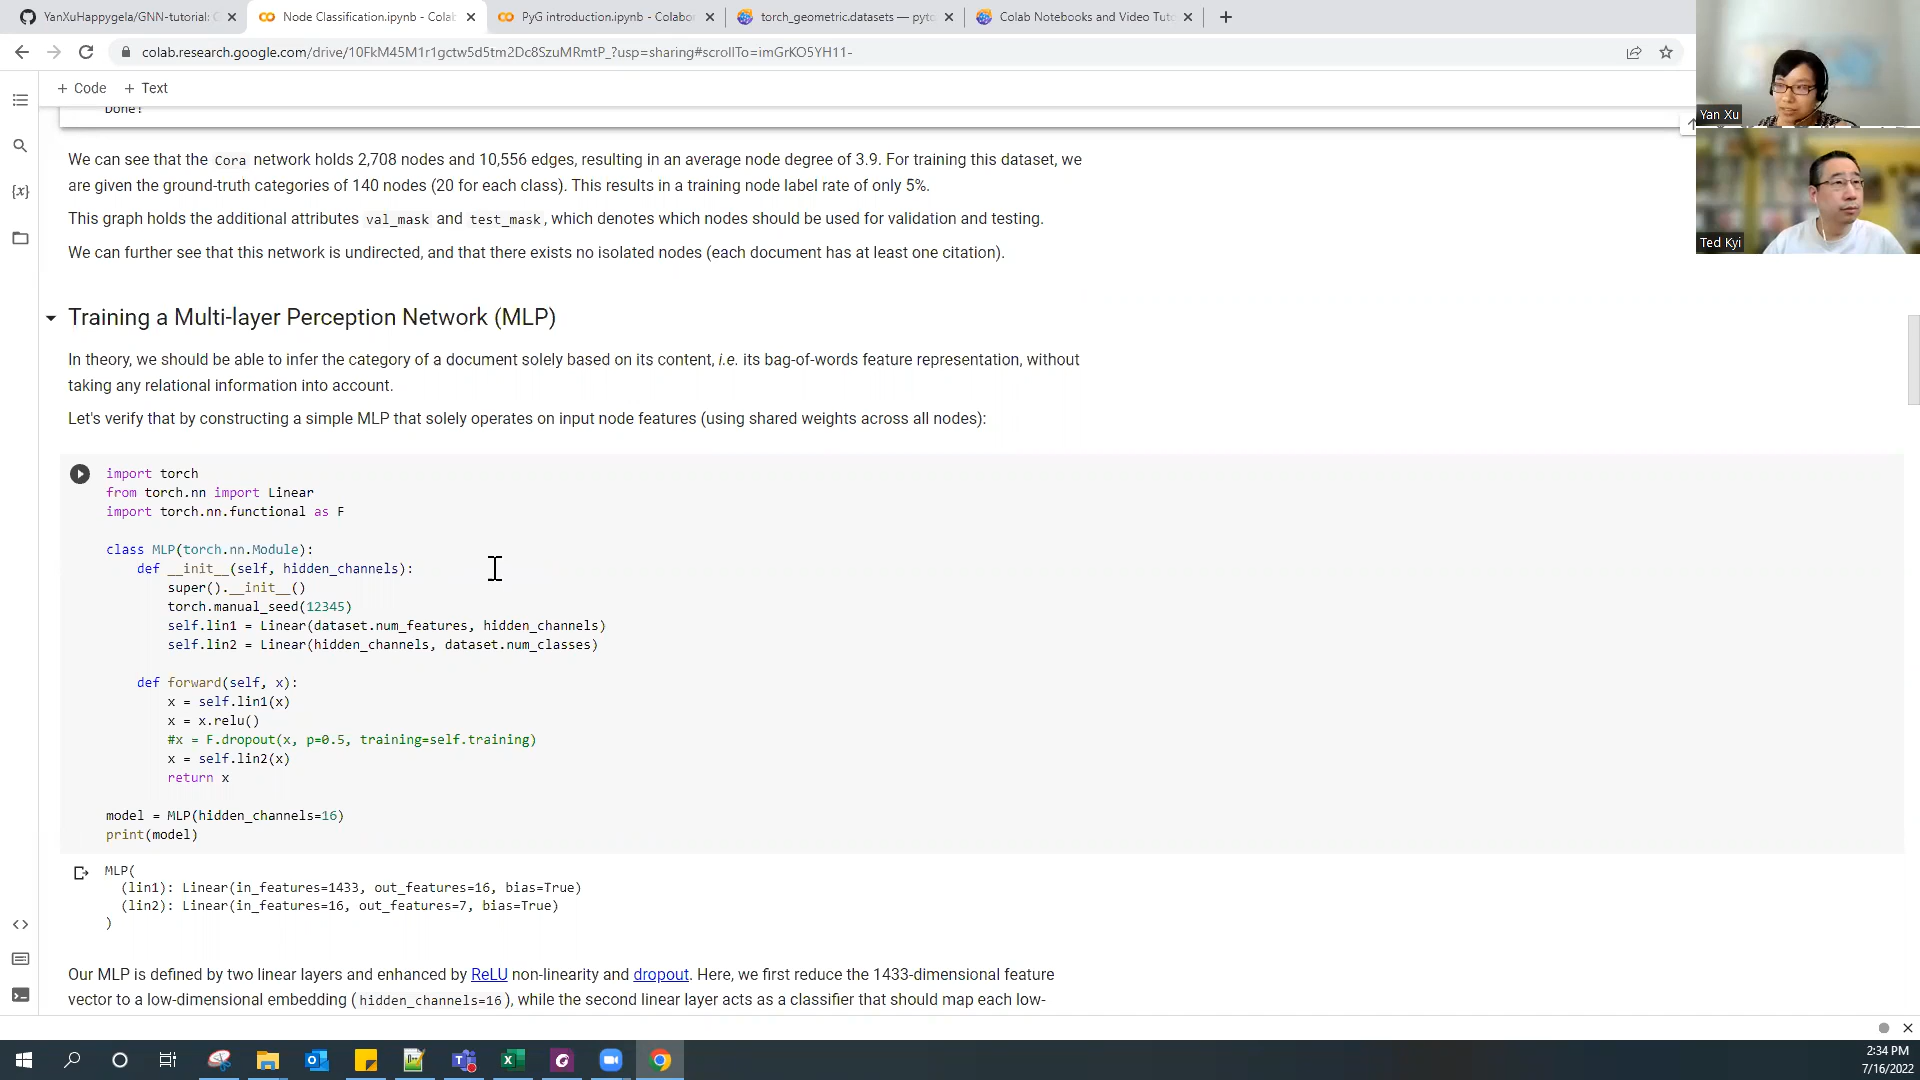 YanXuHappygela/GNN-tutorial:
Node Classification.ipynb - Colab
PyG introduction.ipynb - Colabor
torch_geometric.datasets — pyto
Colab Notebooks and Video Tut
colab.research.google.com/drive/10FkM45M1r1gctw5d5tm2Dc8SzuMRmtP_?usp=sharing#scrollTo=imGrKO5YH11-
+ Code + Text
Done!
We can see that the Cora network holds 2,708 nodes and 10,556 edges, resulting in an average node degree of 3.9. For training this dataset, we
are given the ground-truth categories of 140 nodes (20 for each class). This results in a training node label rate of only 5%.
This graph holds the additional attributes val_mask and test_mask, which denotes which nodes should be used for validation and testing.
We can further see that this network is undirected, and that there exists no isolated nodes (each document has at least one citation).
Training a Multi-layer Perception Network (MLP)
In theory, we should be able to infer the category of a document solely based on its content, i.e. its bag-of-words feature representation, without
taking any relational information into account.
Let's verify that by constructing a simple MLP that solely operates on input node features (using shared weights across all nodes):
import torch
from torch.nn import Linear
import torch.nn.functional as F
class MLP(torch.nn.Module):
def __init__(self, hidden_channels):
super().__init__()
torch.manual_seed(12345)
self.lin1 = Linear(dataset.num_features, hidden_channels)
self.lin2 = Linear(hidden_channels, dataset.num_classes)
def forward(self, x):
x = self.lin1(x)
x = x.relu()
#x = F.dropout(x, p=0.5, training=self.training)
x = self.lin2(x)
return x
model = MLP(hidden_channels=16)
print(model)
MLP(
(lin1): Linear(in_features=1433, out_features=16, bias=True)
(lin2): Linear(in_features=16, out_features=7, bias=True)
)
Our MLP is defined by two linear layers and enhanced by ReLU non-linearity and dropout. Here, we first reduce the 1433-dimensional feature
vector to a low-dimensional embedding (hidden_channels=16), while the second linear layer acts as a classifier that should map each low-
Yan Xu
Ted Kyi
2:34 PM
7/16/2022